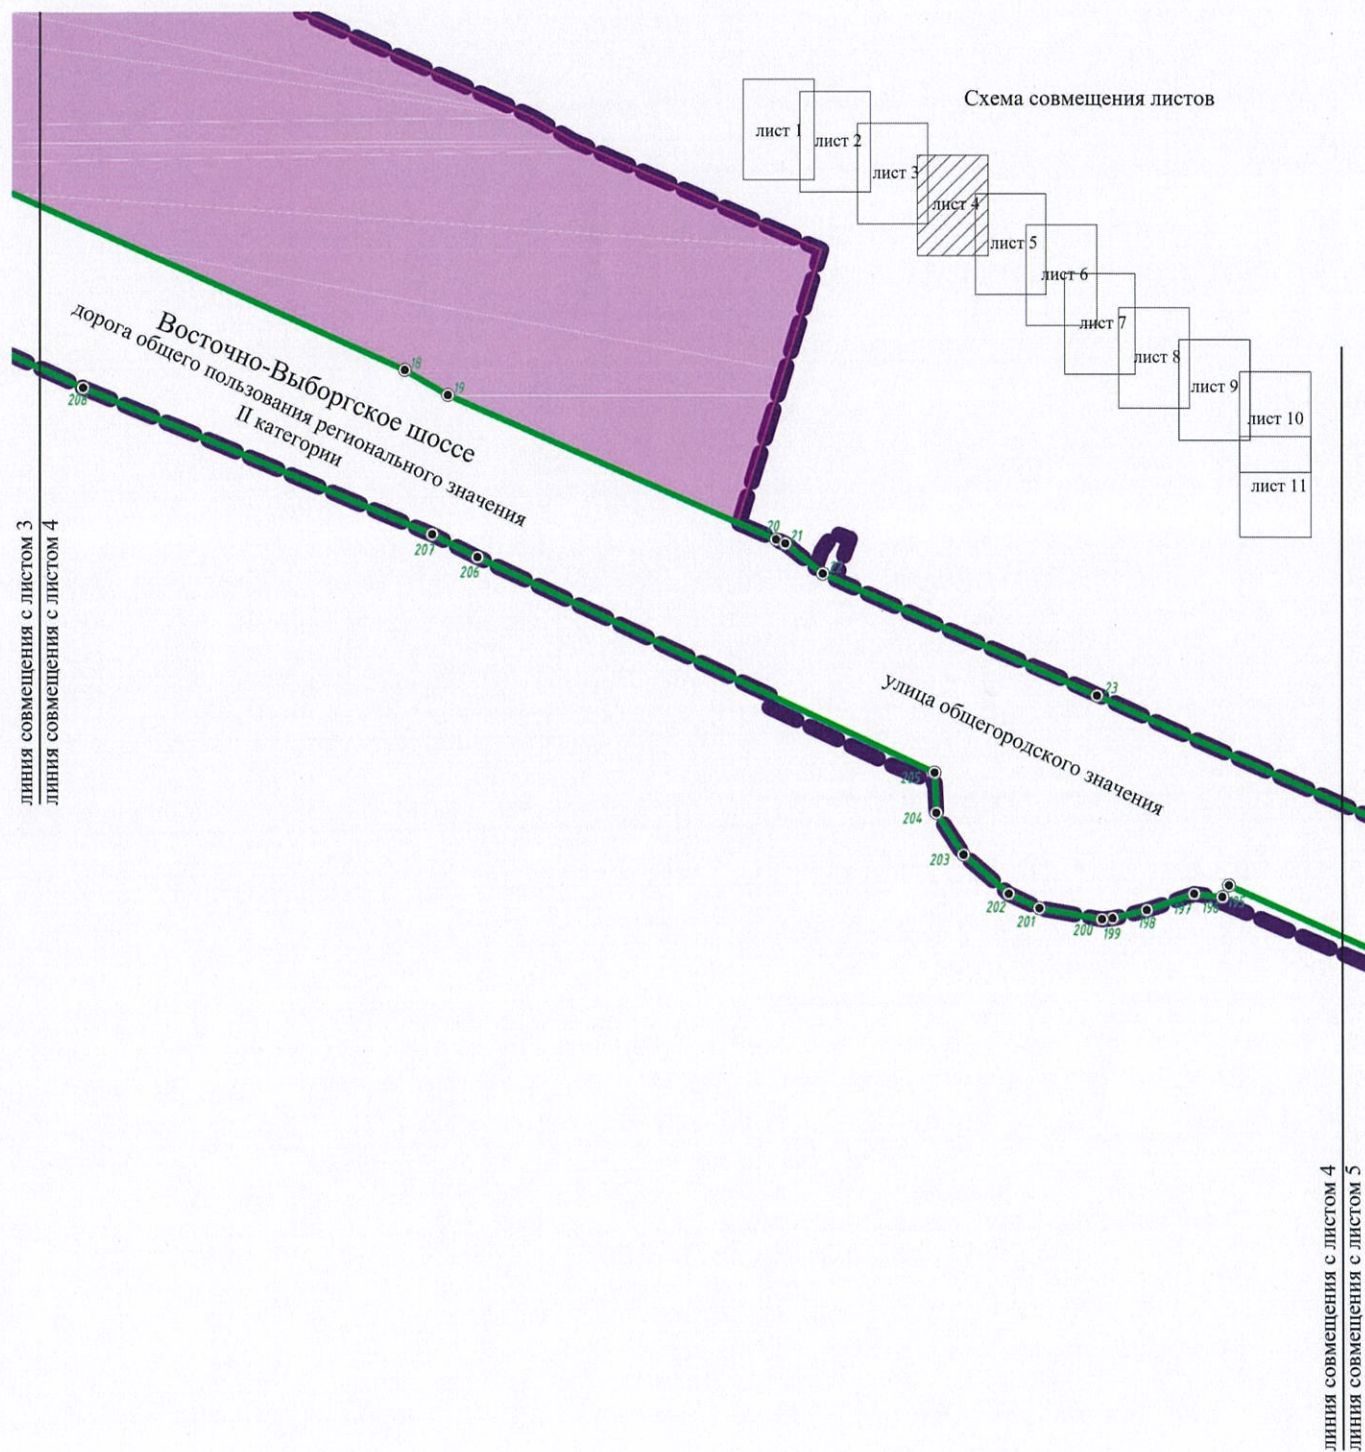 Схема совмещения листов
лист 1
лист 2
лист 3
лист 4
лист 5
лист 6
лист 7
лист 8
лист 9
лист 10
лист 11
Восточно-Выборгское шоссе
дорога общего пользования регионального значения
II категории
18
19
208
207
206
20
21
23
улица общегородского значения
205
204
203
202
201
200
199
198
197
196
195
линия совмещения с листом 3
линия совмещения с листом 4
линия совмещения с листом 4
линия совмещения с листом 5